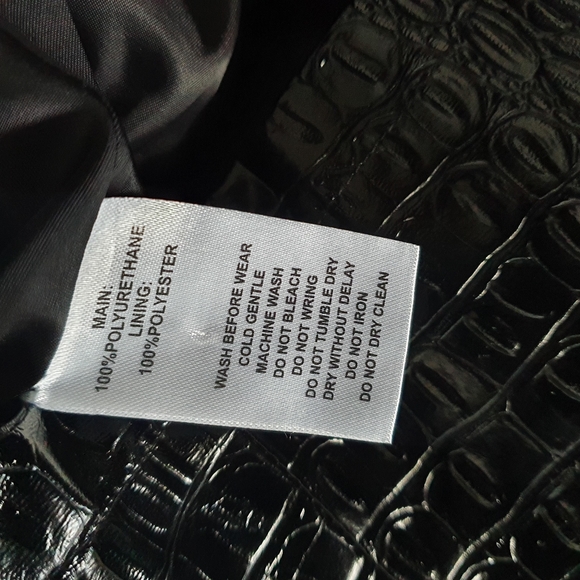 MAIN:
100%POLYURETHANE
LINING:
100%POLYESTER
WASH BEFORE WEAR
COLD GENTLE
MACHINE WASH
DO NOT BLEACH
DO NOT WRING
DO NOT TUMBLE DRY
DRY WITHOUT DELAY
DO NOT IRON
DO NOT DRY CLEAN